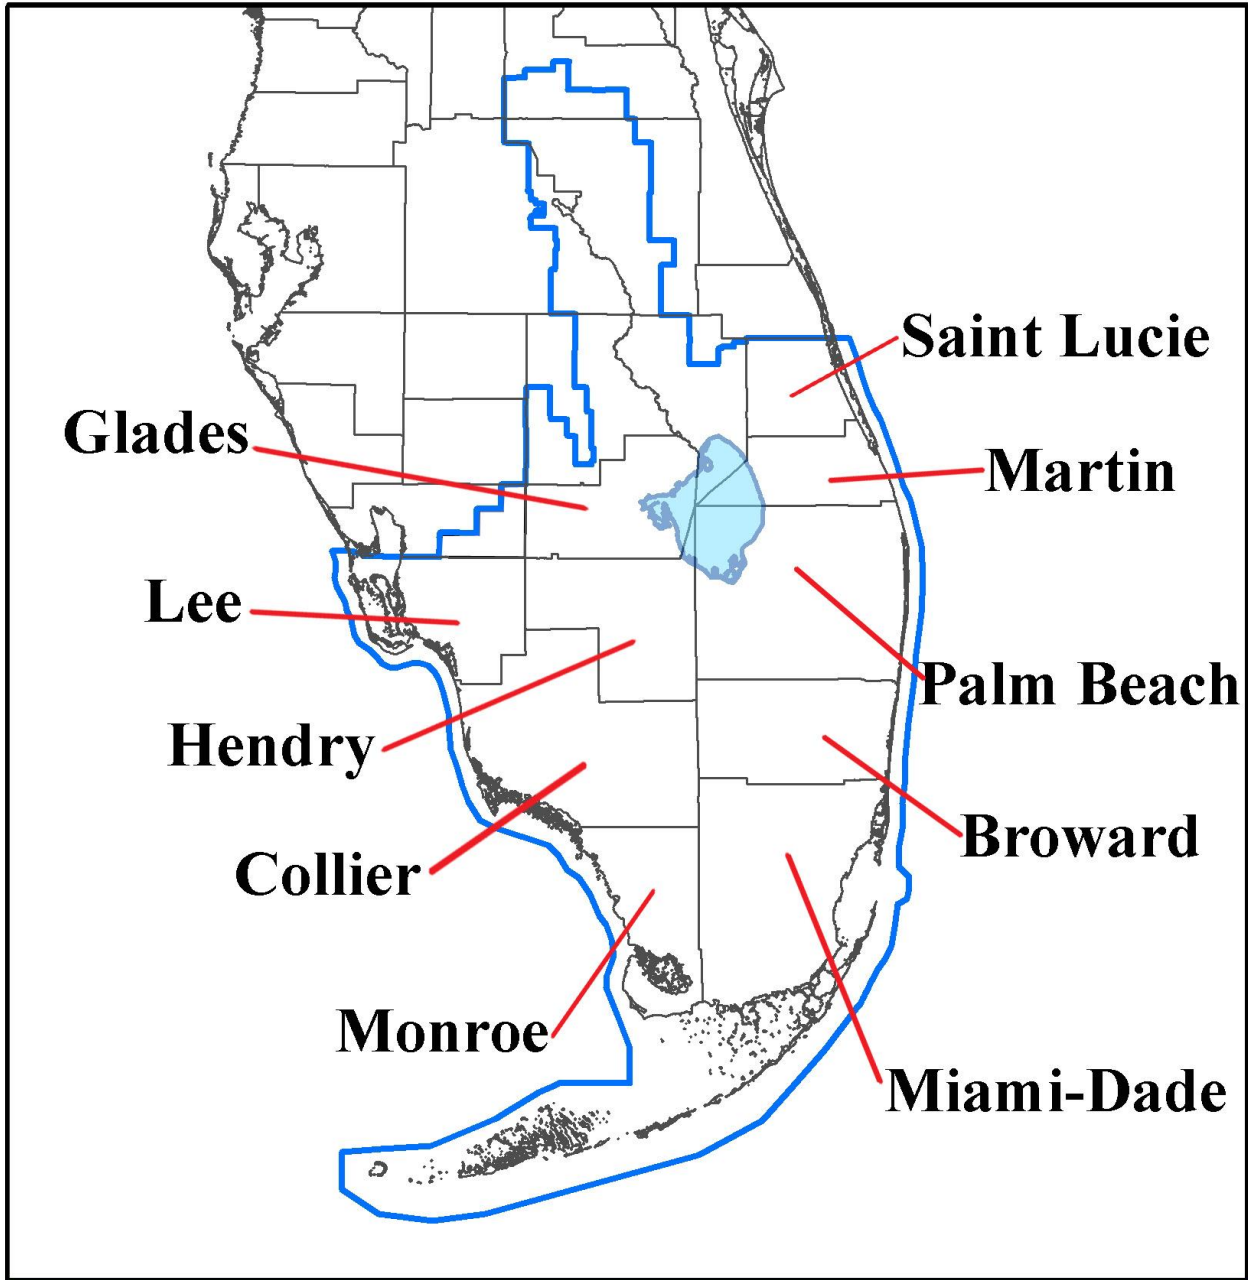 Saint Lucie
Glades
Martin
Lee
Palm Beach
Hendry
Broward
Collier
Monroe
Miami-Dade